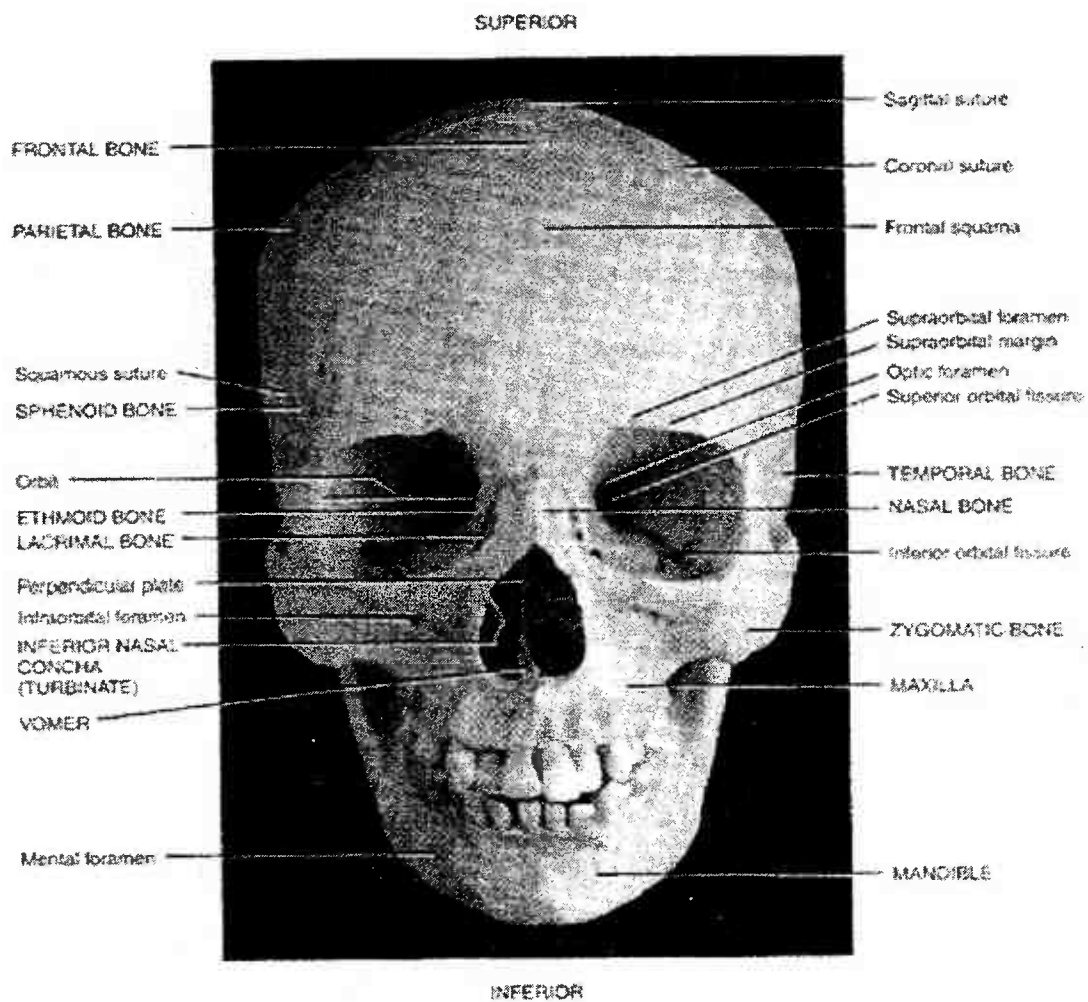 SUPERIOR
FRONTAL BONE
PARIETAL BONE
Squamous suture
SPHENOID BONE
Orbit
ETHMOID BONE
LACRIMAL BONE
Perpendicular plate
Infraorbital foramen
INFERIOR NASAL
CONCHA
(TURBINATE)
VOMER
Mental foramen
Sagittal suture
Coronal suture
Frontal squama
Supraorbital foramen
Supraorbital margin
Optic foramen
Superior orbital fissure
TEMPORAL BONE
NASAL BONE
Inferior orbital fissure
ZYGOMATIC BONE
MAXILLA
MANDIBLE
INFERIOR